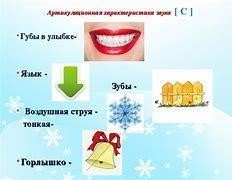 Артикуляционная характеристика звука [ С ]
• Губы в улыбке-
• Язык -
Зубы -
• Воздушная струя -
тонкая-
• Горлышко -